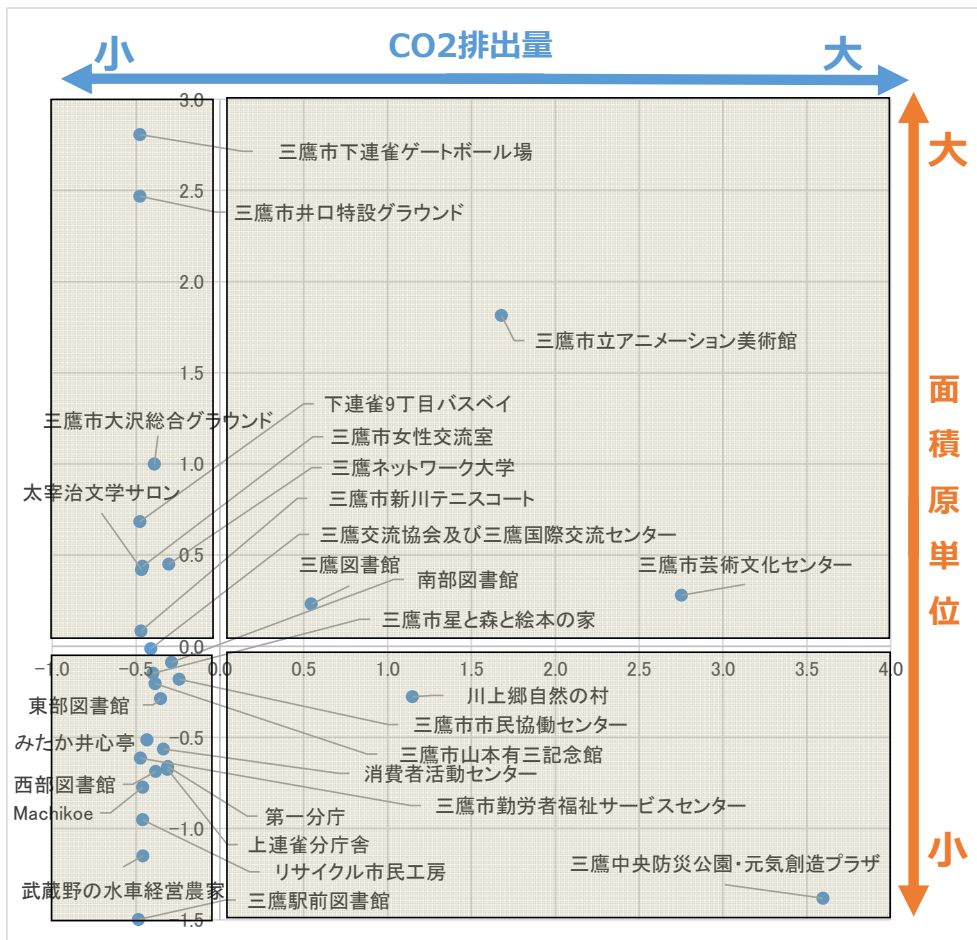 CO2排出量
小
大
3.0
三鷹市下連雀ゲートボール場
大
2.5
三鷹市井口特設グラウンド
2.0
三鷹市立アニメーション美術館
1.5
面積原単位
下連雀9丁目バスベイ
三鷹市大沢総合グラウンド
三鷹市女性交流室
1.0
三鷹ネットワーク大学
太宰治文学サロン
三鷹市新川テニスコート
三鷹交流協会及び三鷹国際交流センター
0.5
三鷹図書館
三鷹市芸術文化センター
南部図書館
三鷹市星と森と絵本の家
0.0
-1.0
-0.5
0.0
0.5
1.0
1.5
2.0
2.5
3.0
3.5
4.0
東部図書館
川上郷自然の村
三鷹市市民協働センター
みたか井心亭
-0.5
三鷹市山本有三記念館
消費者活動センター
西部図書館
三鷹市勤労者福祉サービスセンター
Machikoe
第一分庁
-1.0
上連雀分庁舎
小
三鷹中央防災公園・元気創造プラザ
リサイクル市民工房
武蔵野の水車経営農家
三鷹駅前図書館
-1.5